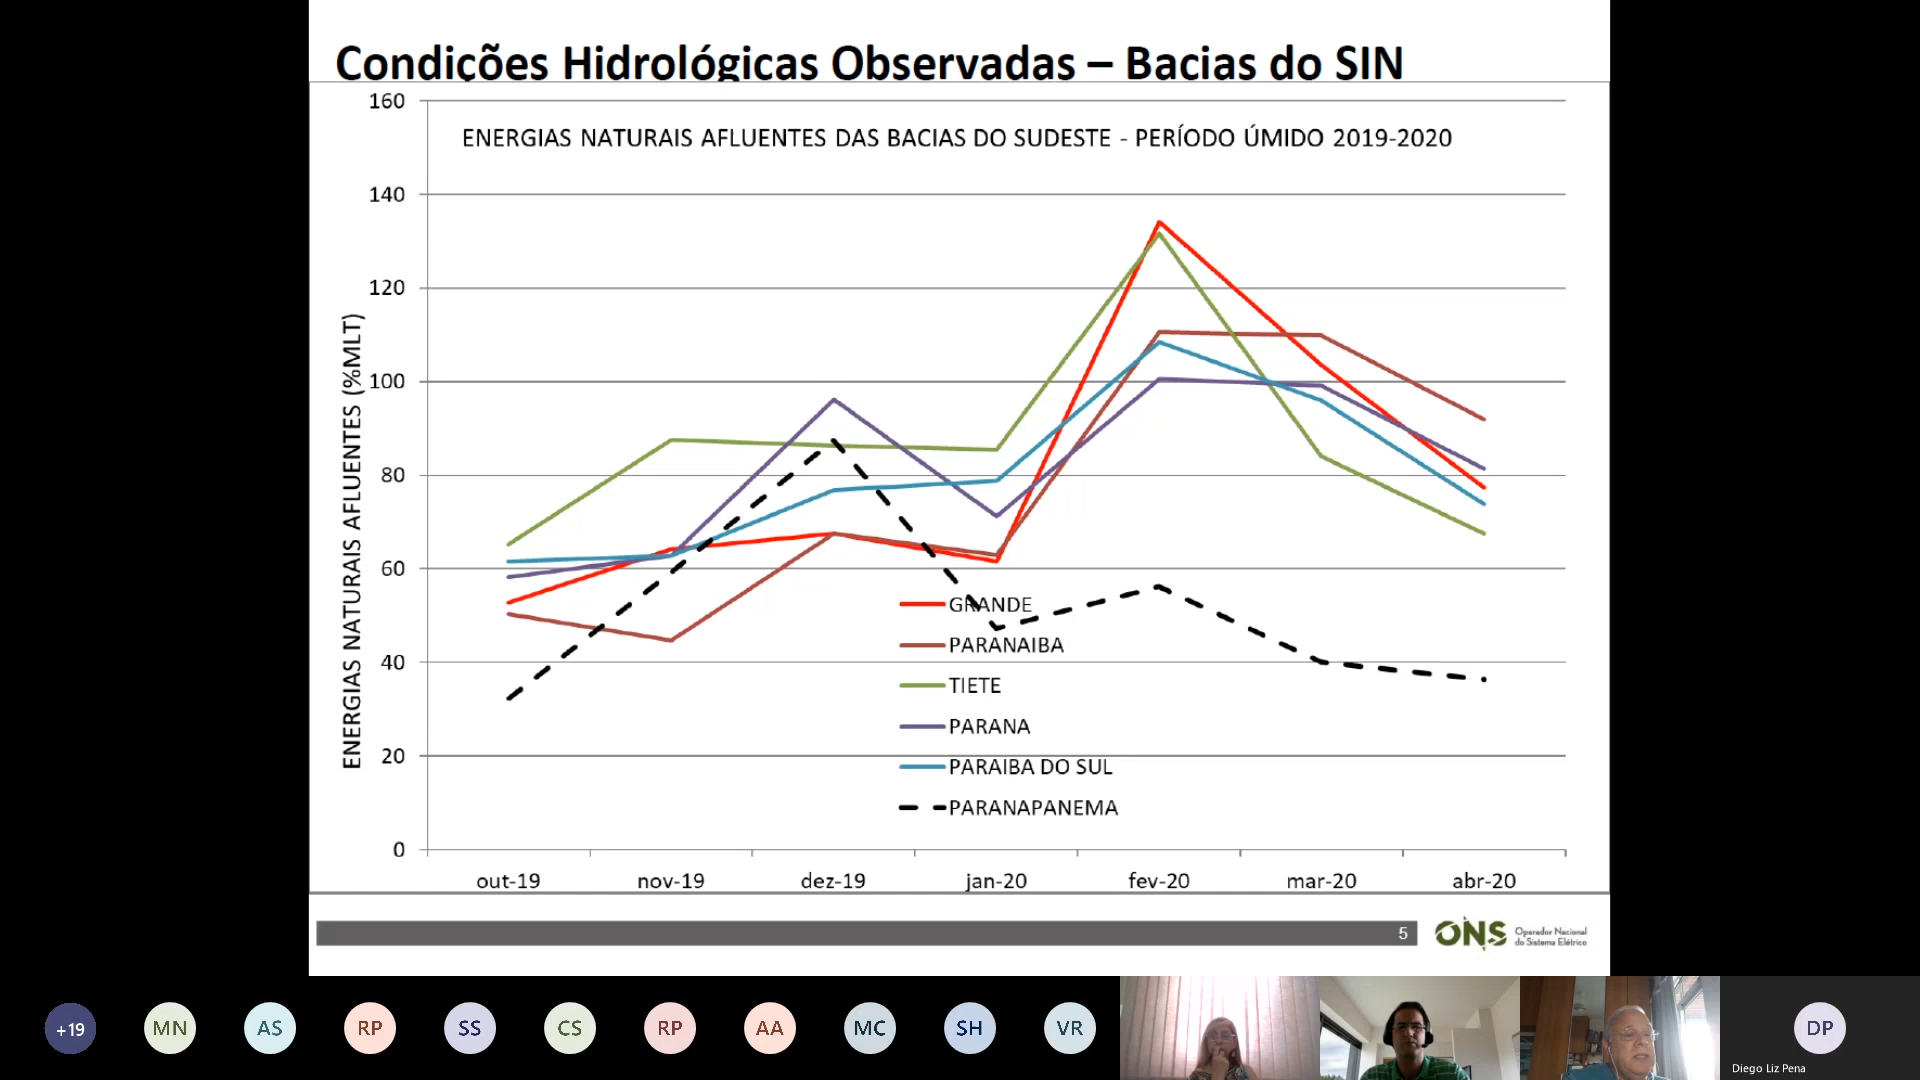 Condições Hidrológicas Observadas – Bacias do SIN
160
ENERGIAS NATURAIS AFLUENTES DAS BACIAS DO SUDESTE - PERÍODO ÚMIDO 2019-2020
140
120
100
80
60
40
20
0
ENERGIAS NATURAIS AFLUENTES (%MLT)
GRANDE
PARANAIBA
TIETE
PARANA
PARAIBA DO SUL
PARANAPANEMA
out-19 nov-19 dez-19 jan-20 fev-20 mar-20 abr-20
5
ONS Operador Nacional
do Sistema Elétrico
+19 MN AS RP SS CS RP AA MC SH VR DP
Diego Liz Pena